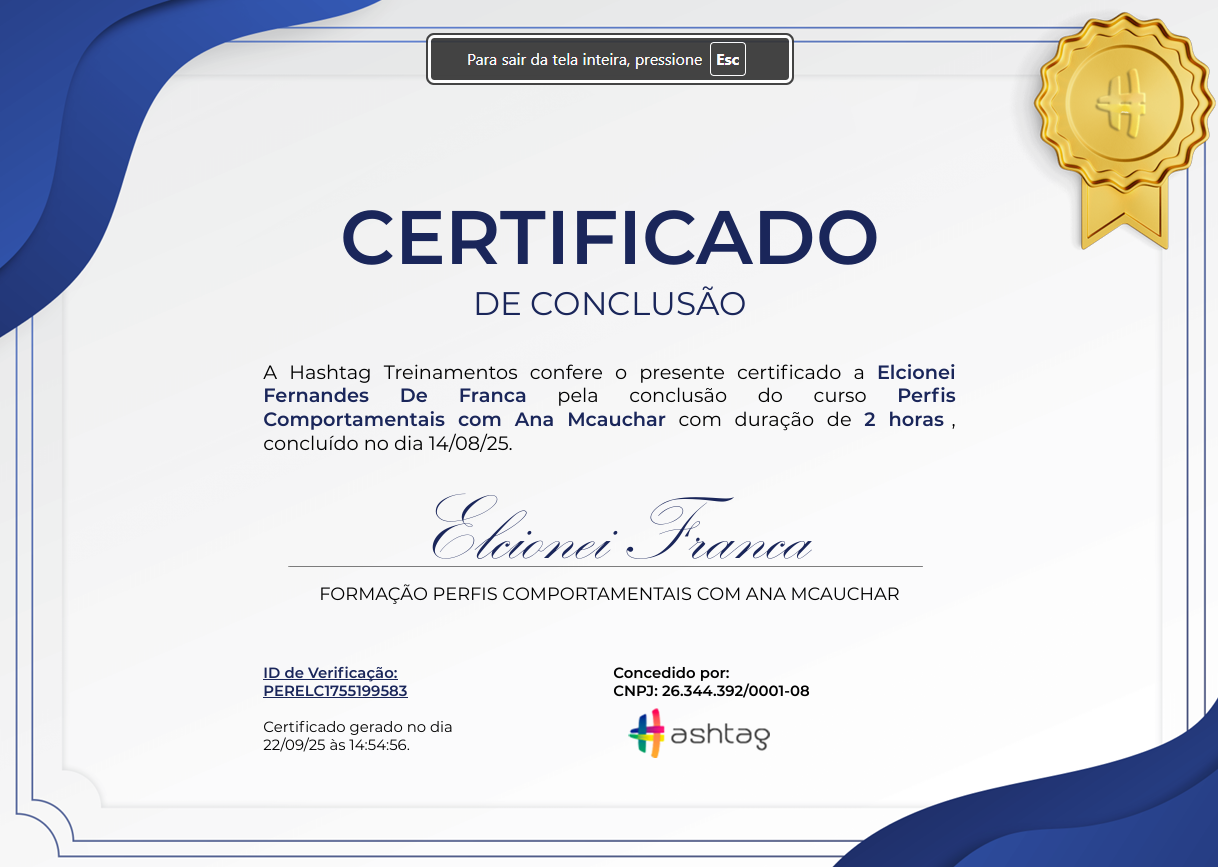 Para sair da tela inteira, pressione Esc
CERTIFICADO
DE CONCLUSÃO
A Hashtag Treinamentos confere o presente certificado a Elcionei
Fernandes De Franca pela conclusão do curso Perfis
Comportamentais com Ana Mcauchar com duração de 2 horas ,
concluído no dia 14/08/25.
Elcionei Franca
FORMAÇÃO PERFIS COMPORTAMENTAIS COM ANA MCAUCHAR
ID de Verificação:
PERELC1755199583
Certificado gerado no dia
22/09/25 às 14:54:56.
Concedido por:
CNPJ: 26.344.392/0001-08
ashtag